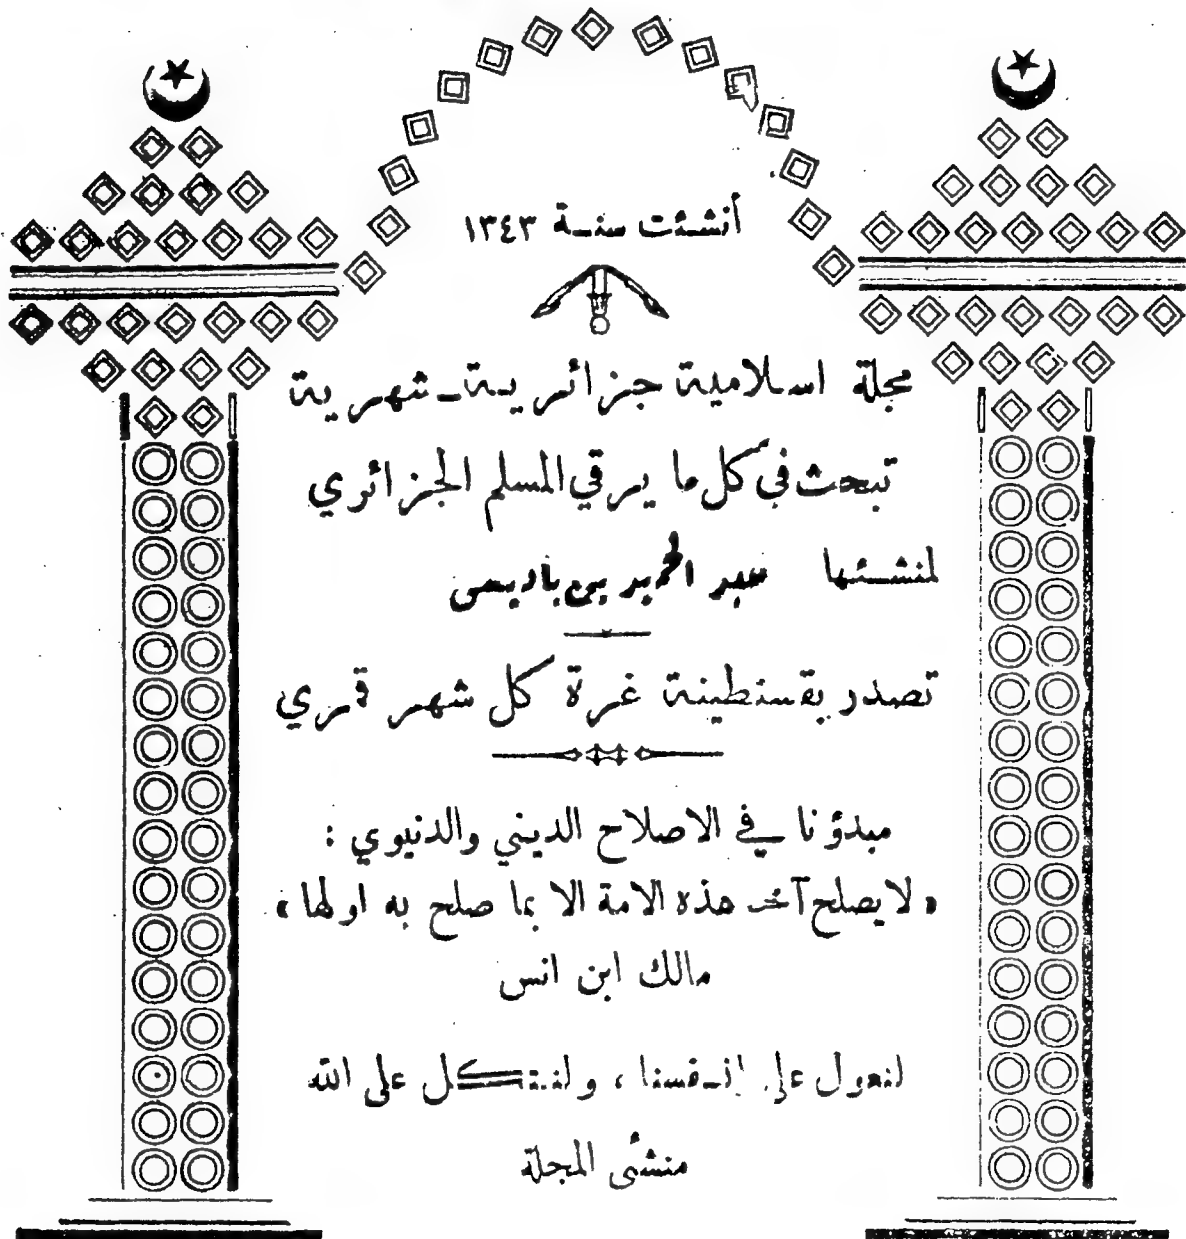 أنشئت سنة ١٣٤٣
مجلة اسلامية جزائرية ـ شهرية
تبحث في كل ما يرقي المسلم الجزائري
لمنشئها عبد الحميد بن باديس
تصدر بقسنطينة غرة كل شهر قمري
مبدؤنا في الاصلاح الديني والدنيوي :
« لا يصلح آخر هذه الامة الا بما صلح به اولها »
مالك ابن انس
لنعول على انفسنا ، ولنتكل على الله
منشئ المجلة